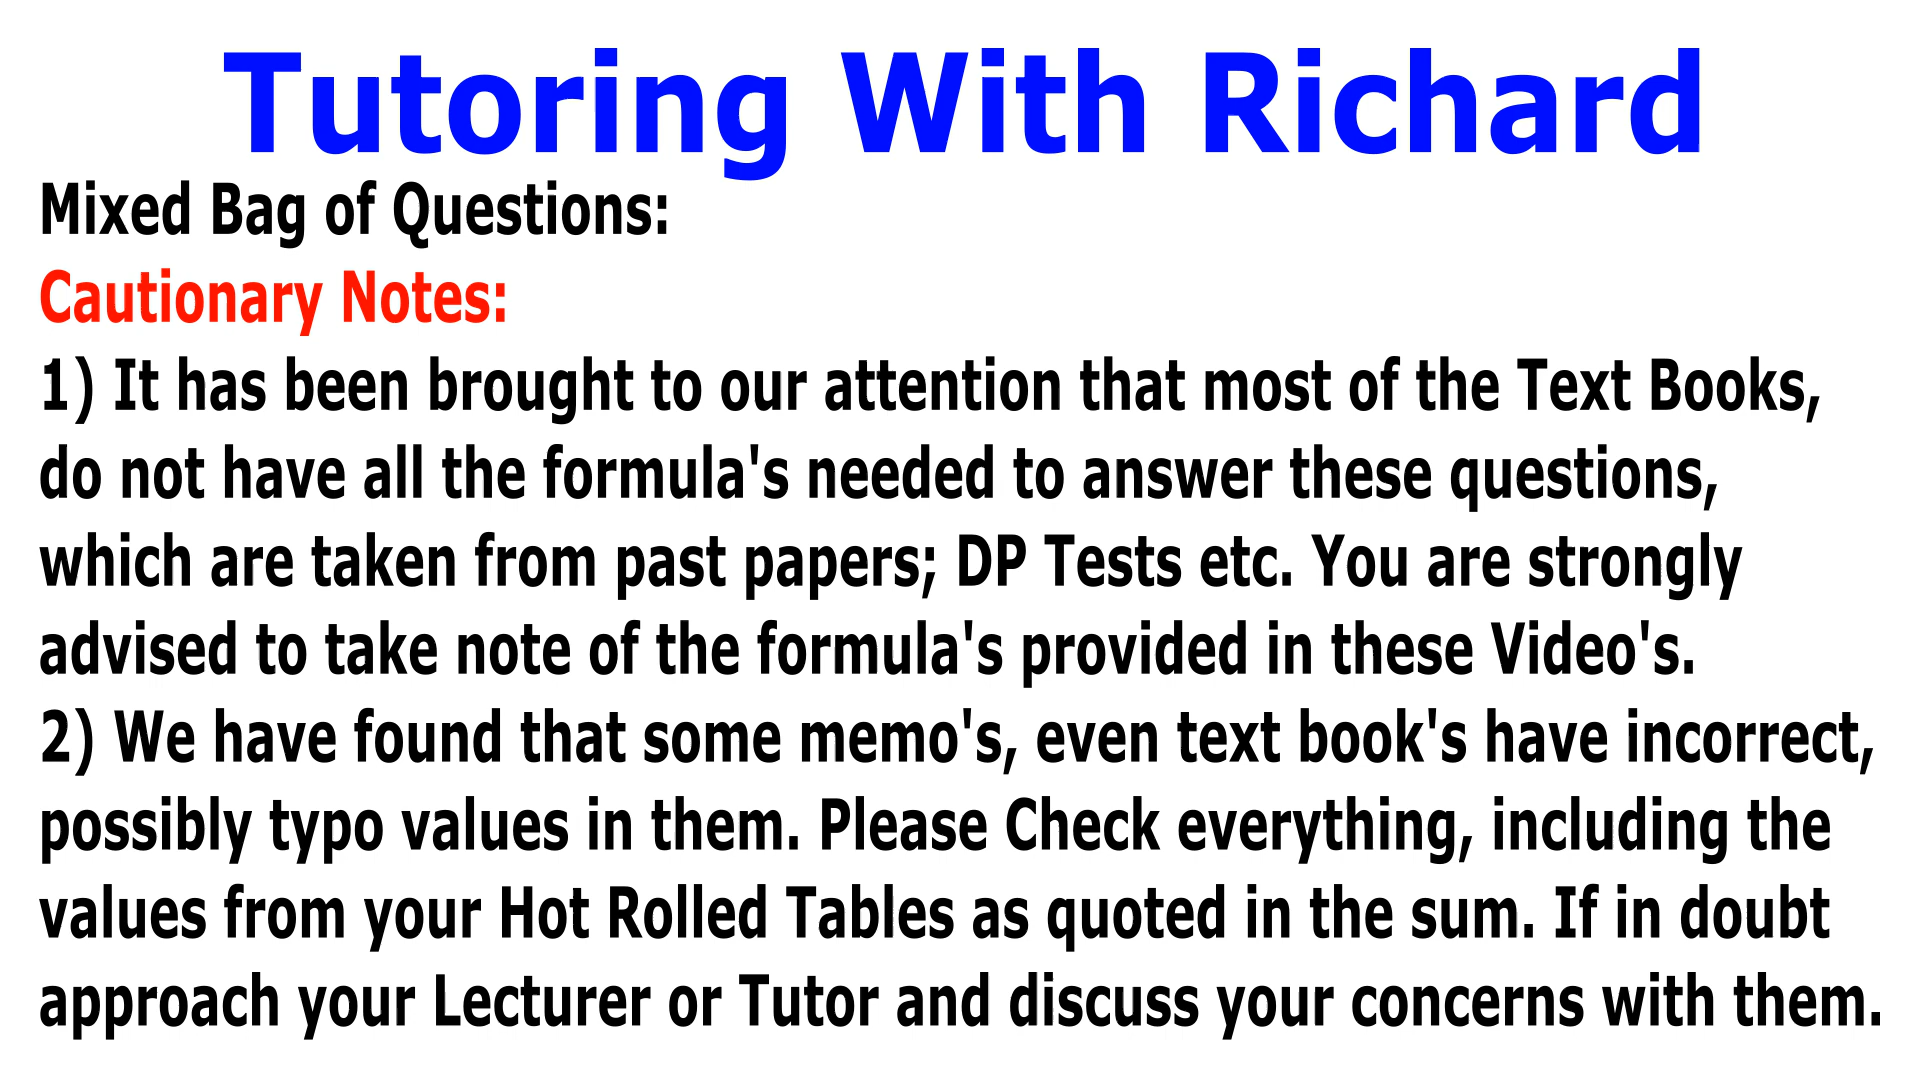 Tutoring With Richard
Mixed Bag of Questions:
Cautionary Notes:
1) It has been brought to our attention that most of the Text Books,
do not have all the formula's needed to answer these questions,
which are taken from past papers; DP Tests etc. You are strongly
advised to take note of the formula's provided in these Video's.
2) We have found that some memo's, even text book's have incorrect,
possibly typo values in them. Please Check everything, including the
values from your Hot Rolled Tables as quoted in the sum. If in doubt
approach your Lecturer or Tutor and discuss your concerns with them.